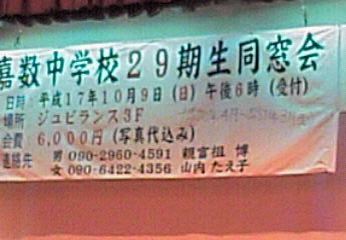 嘉数中学校29期生同窓会
日時 平成17年10月9日(日)午後6時(受付)
場所 ジュビランス3F
会費 6,000円(写真代込み)
連絡先 男 090-2960-4591 親富祖 博
女 090-6422-4356 山内 たえ子